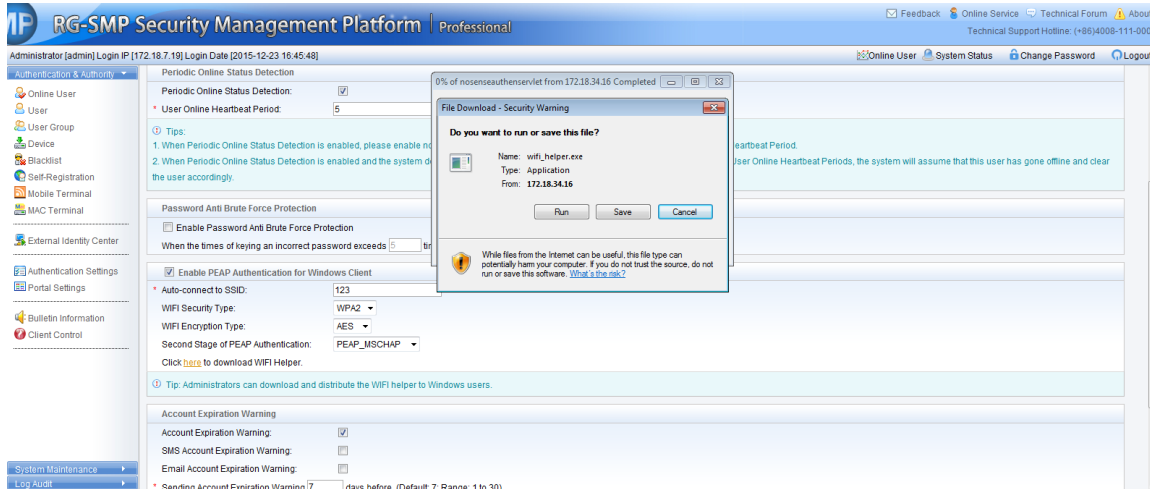 RG-SMP Security Management Platform | Professional
Feedback Online Service Technical Forum About
Technical Support Hotline: (+86)4008-111-000
Administrator [admin] Login IP [172.18.7.19] Login Date [2015-12-23 16:45:48]
Online User System Status Change Password Logout
Authentication & Authority
Online User
User
User Group
Device
Blacklist
Self-Registration
Mobile Terminal
MAC Terminal
External Identity Center
Authentication Settings
Portal Settings
Bulletin Information
Client Control
System Maintenance
Log Audit
Periodic Online Status Detection
Periodic Online Status Detection:
* User Online Heartbeat Period: 5
Tips:
1. When Periodic Online Status Detection is enabled, please enable no
eartbeat Period.
2. When Periodic Online Status Detection is enabled and the system d
User Online Heartbeat Periods, the system will assume that this user has gone offline and clear
the user accordingly.
Password Anti Brute Force Protection
Enable Password Anti Brute Force Protection
When the times of keying an incorrect password exceeds 5
Enable PEAP Authentication for Windows Client
* Auto-connect to SSID: 123
WIFI Security Type: WPA2
WIFI Encryption Type: AES
Second Stage of PEAP Authentication: PEAP_MSCHAP
Click here to download WIFI Helper.
Tip: Administrators can download and distribute the WIFI helper to Windows users.
Account Expiration Warning
Account Expiration Warning:
SMS Account Expiration Warning:
Email Account Expiration Warning:
* Sending Account Expiration Warning 7 days before. (Default: 7; Range: 1 to 30)
0% of nosenseauthenservlet from 172.18.34.16 Completed
File Download - Security Warning
Do you want to run or save this file?
Name: wifi_helper.exe
Type: Application
From: 172.18.34.16
Run Save Cancel
While files from the Internet can be useful, this file type can
potentially harm your computer. If you do not trust the source, do not
run or save this software. What's the risk?